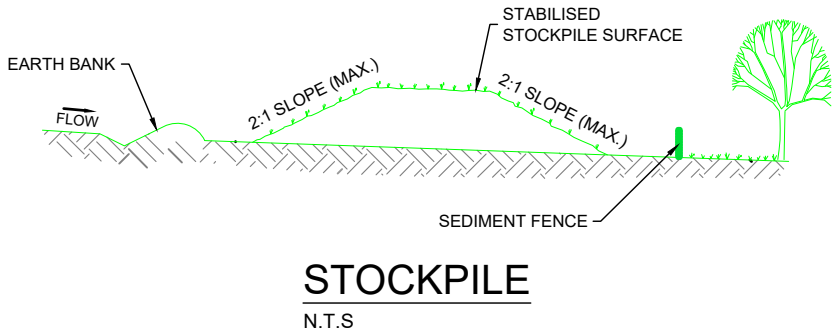 STABILISED
STOCKPILE SURFACE
EARTH BANK
2:1 SLOPE (MAX.)
2:1 SLOPE (MAX.)
FLOW
SEDIMENT FENCE
STOCKPILE
N.T.S